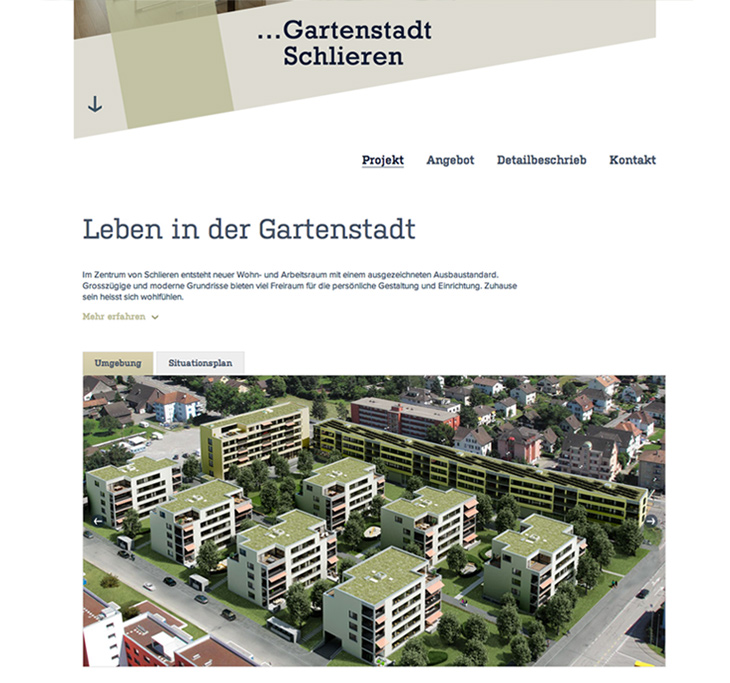 ...Gartenstadt
Schlieren
Projekt Angebot Detailbeschrieb Kontakt
Leben in der Gartenstadt
Im Zentrum von Schlieren entsteht neuer Wohn- und Arbeitsraum mit einem ausgezeichneten Ausbaustandard.
Grosszügige und moderne Grundrisse bieten viel Freiraum für die persönliche Gestaltung und Einrichtung. Zuhause
sein heisst sich wohlfühlen.
Mehr erfahren
Umgebung Situationsplan